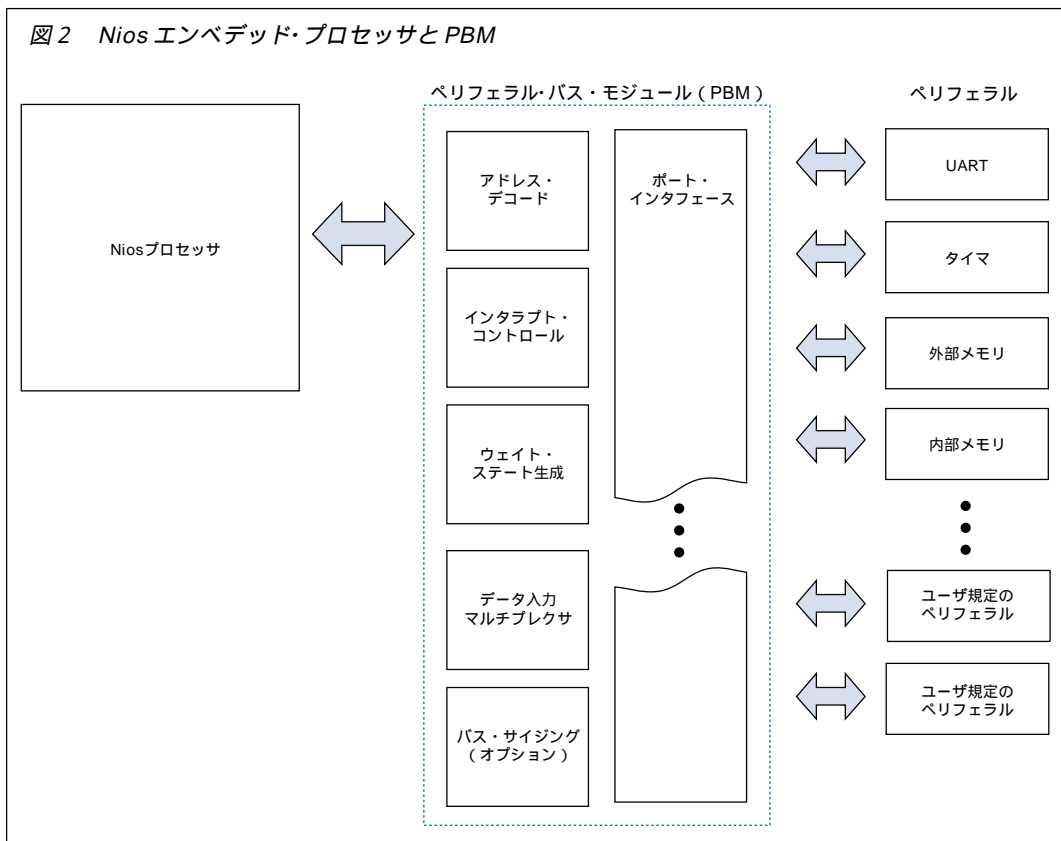 図 2 Nios エンベデッド・プロセッサと PBM
ペリフェラル・バス・モジュール（PBM）
ペリフェラル
Niosプロセッサ
アドレス・
デコード
インタラプト・
コントロール
ウェイト・
ステート生成
データ入力
マルチプレクサ
バス・サイジング
（オプション）
ポート・
インタフェース
UART
タイマ
外部メモリ
内部メモリ
ユーザ規定の
ペリフェラル
ユーザ規定の
ペリフェラル